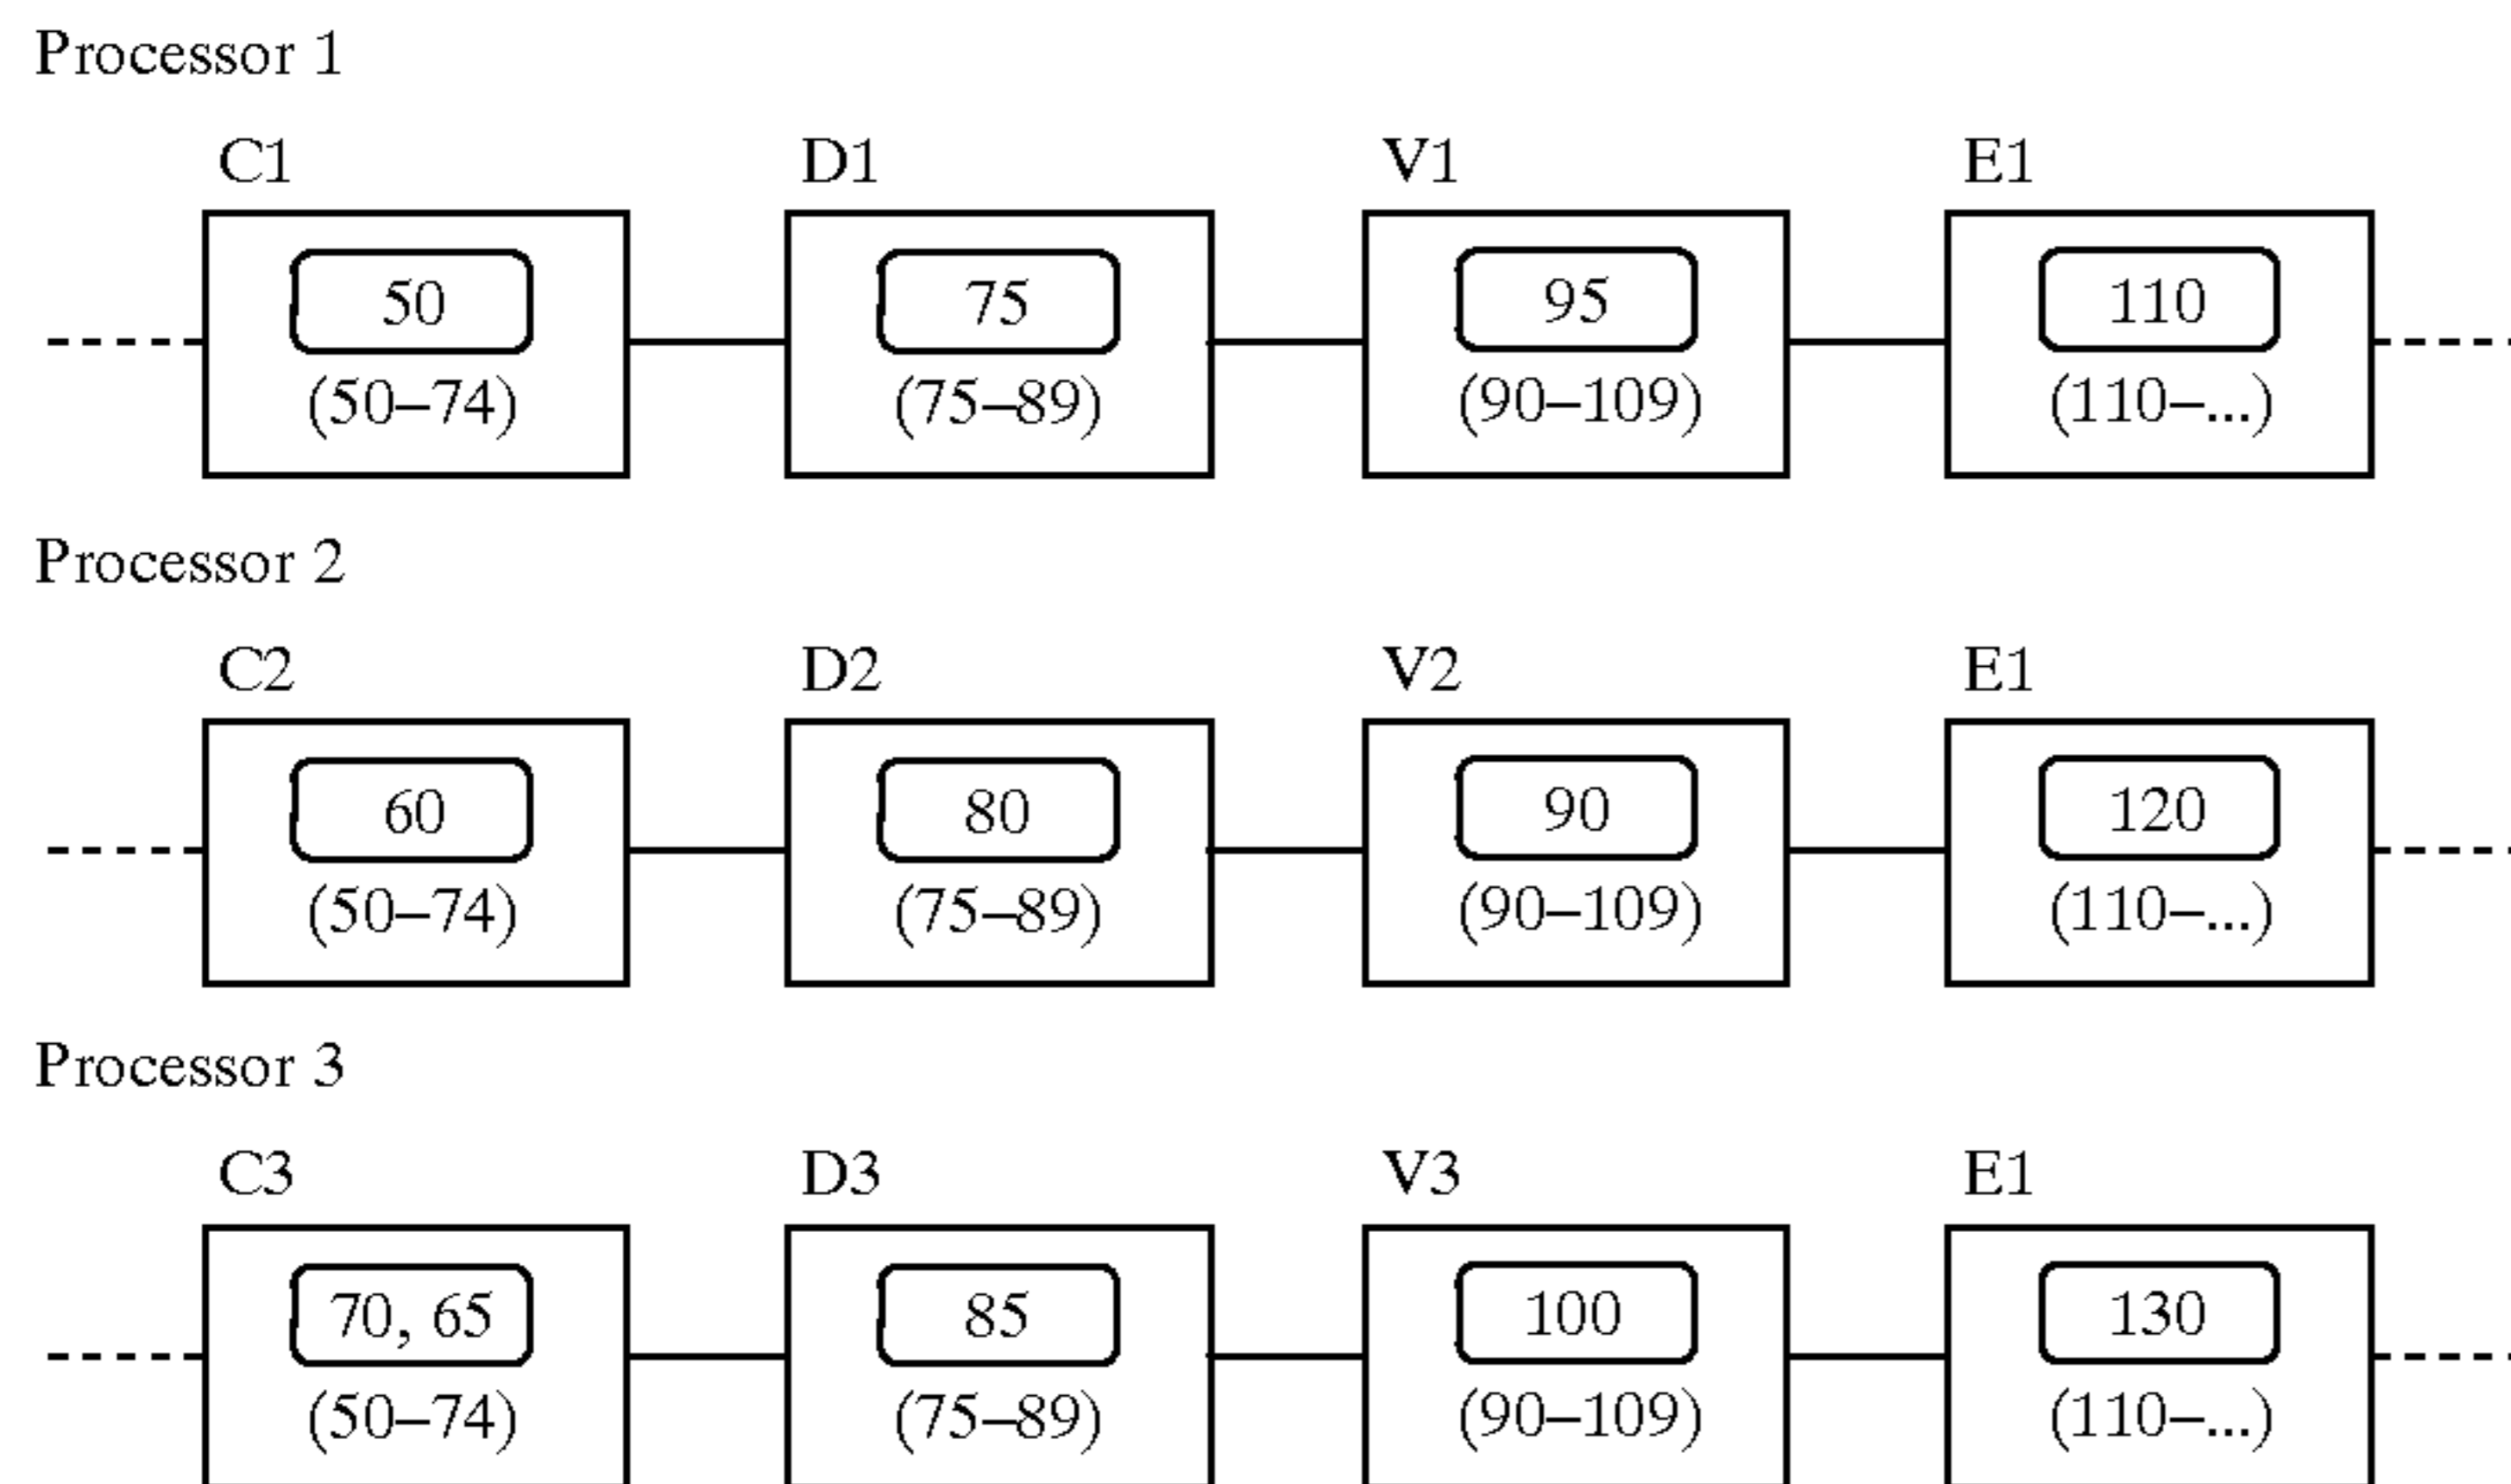 Processor 1
C1 D1 V1 E1
50 75 95 110
(50–74) (75–89) (90–109) (110–...)
Processor 2
C2 D2 V2 E1
60 80 90 120
(50–74) (75–89) (90–109) (110–...)
Processor 3
C3 D3 V3 E1
70, 65 85 100 130
(50–74) (75–89) (90–109) (110–...)